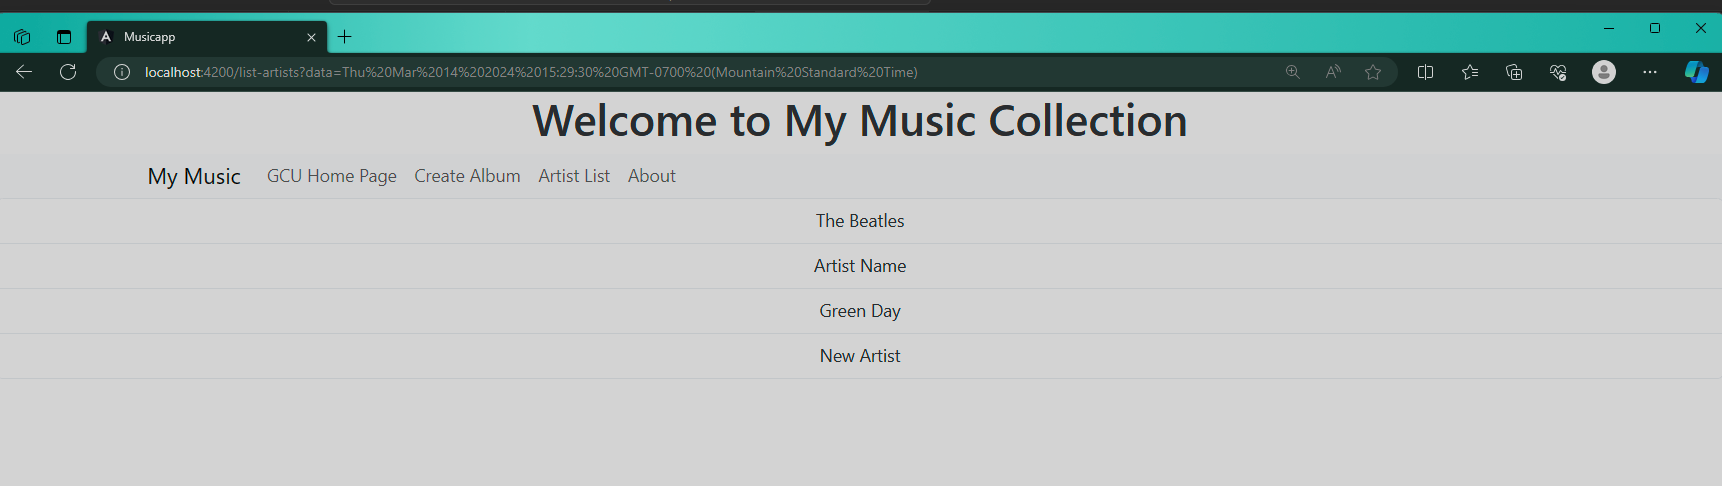 Musicapp
localhost:4200/list-artists?data=Thu%20Mar%2014%202024%2015:29:30%20GMT-0700%20(Mountain%20Standard%20Time)
Welcome to My Music Collection
My Music GCU Home Page Create Album Artist List About
The Beatles
Artist Name
Green Day
New Artist